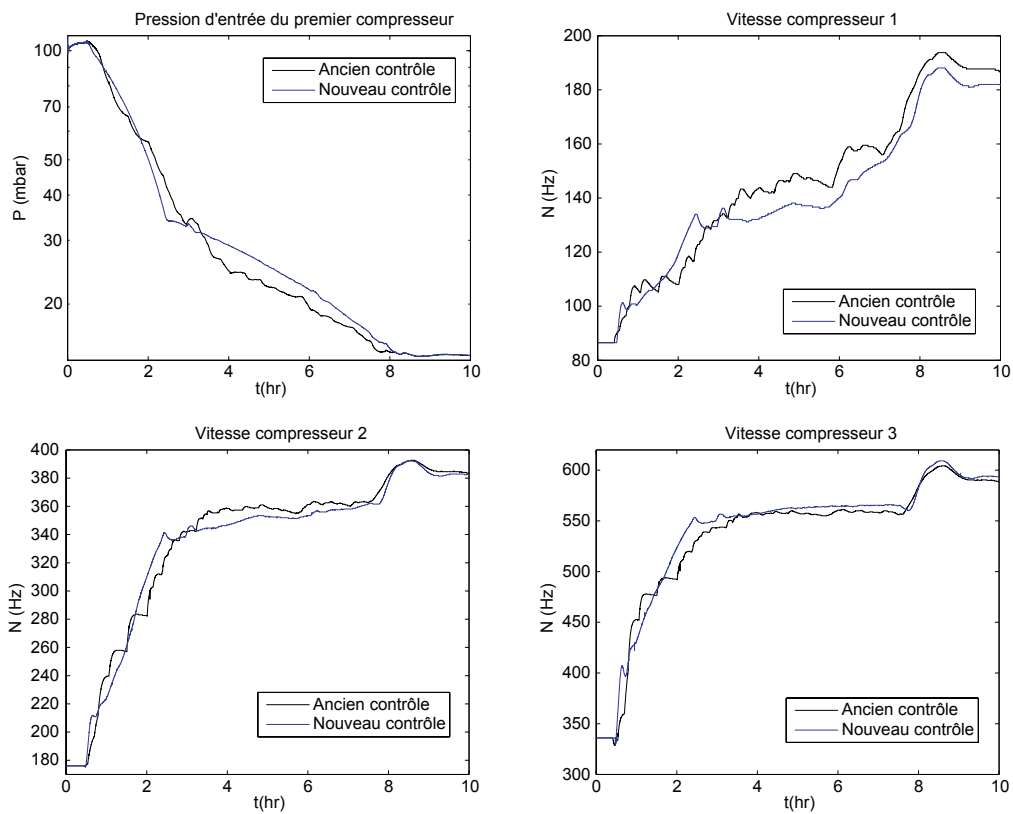 Pression d'entrée du premier compresseur
100
70
50
40
30
20
P (mbar)
0 2 4 6 8 10
t(hr)
Ancien contrôle
Nouveau contrôle
Vitesse compresseur 1
200
180
160
140
120
100
80
N (Hz)
0 2 4 6 8 10
t(hr)
Ancien contrôle
Nouveau contrôle
Vitesse compresseur 2
400
380
360
340
320
300
280
260
240
220
200
180
N (Hz)
0 2 4 6 8 10
t(hr)
Ancien contrôle
Nouveau contrôle
Vitesse compresseur 3
600
550
500
450
400
350
300
N (Hz)
0 2 4 6 8 10
t(hr)
Ancien contrôle
Nouveau contrôle